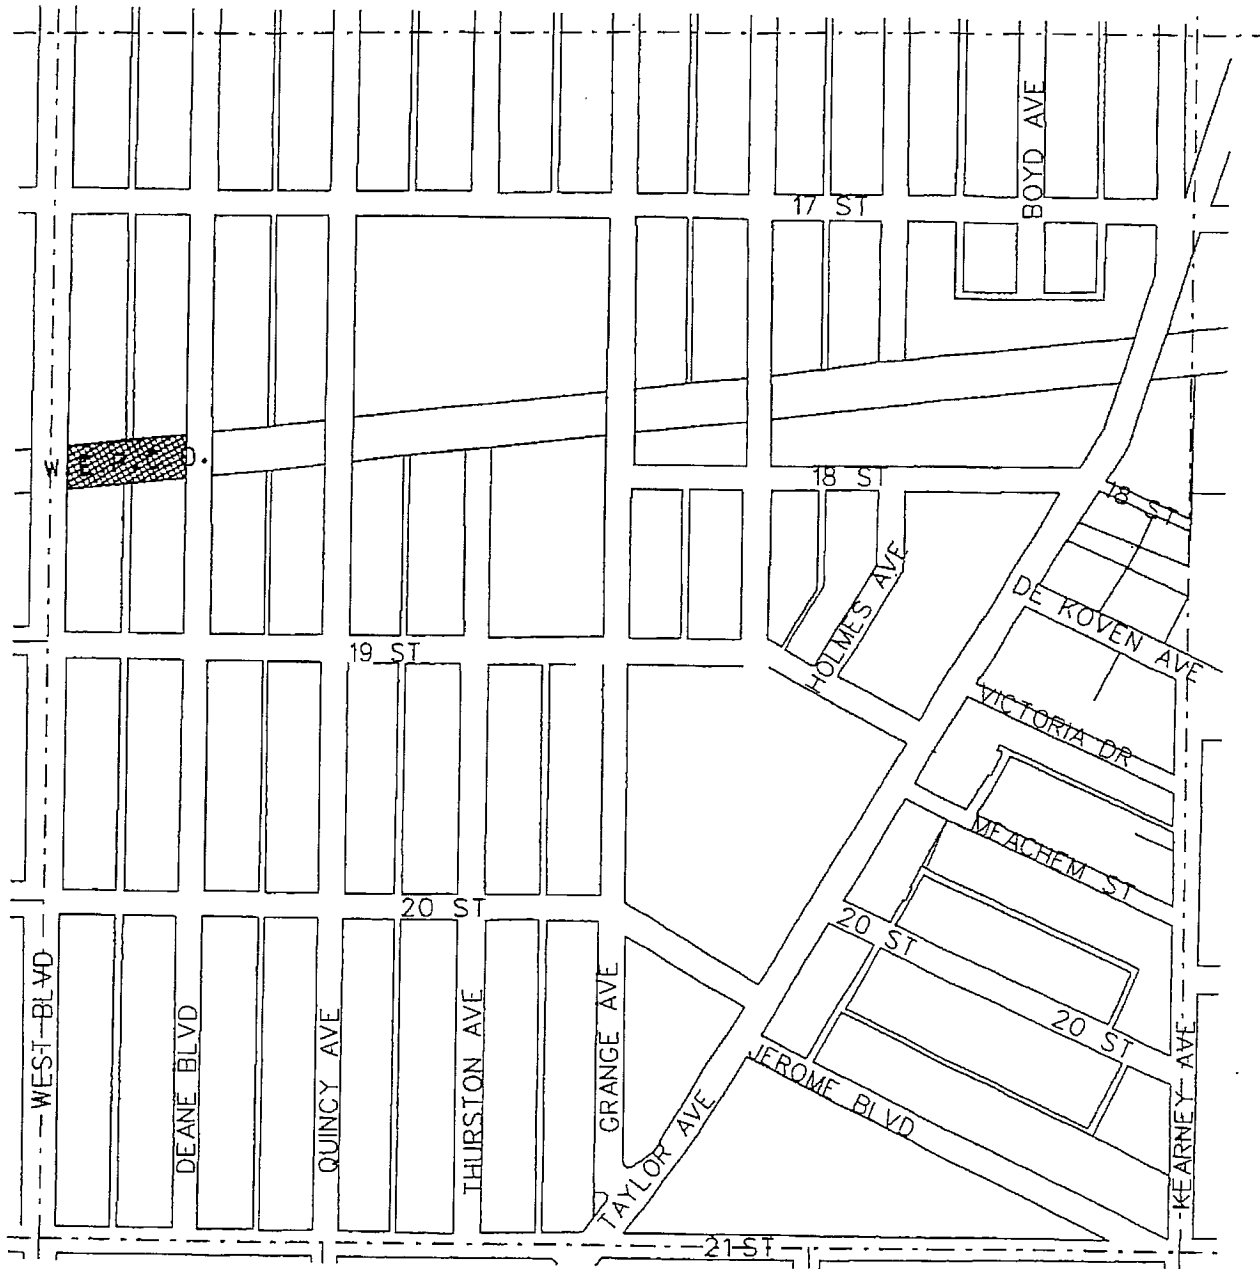 BOYD AVE
17 ST
18 ST
18 ST
HOLMES AVE
DE KOVEN AVE
19 ST
VICTORIA DR
MEACHEM ST
20 ST
20 ST
20 ST
WEST BLVD
DEANE BLVD
QUINCY AVE
THURSTON AVE
GRANGE AVE
TAYLOR AVE
JEROME BLVD
KEARNEY AVE
21 ST